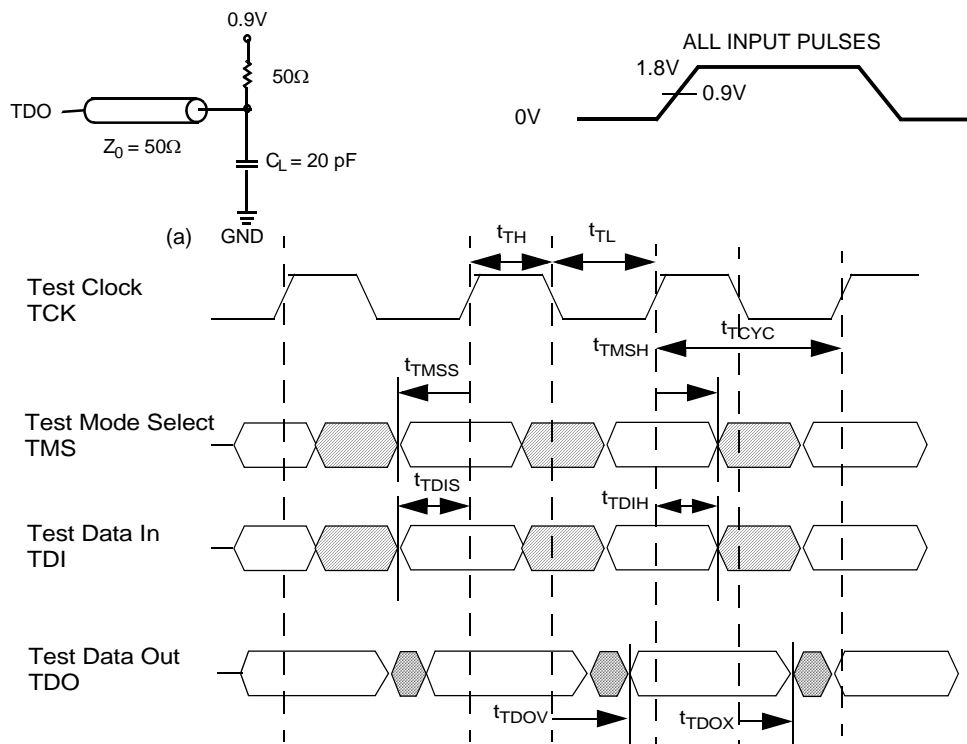 0.9V
50Ω
TDO
Z0 = 50Ω
CL = 20 pF
(a)
GND
ALL INPUT PULSES
1.8V
0.9V
0V
tTH
tTL
Test Clock
TCK
tTMSH
tTCYC
tTMSS
Test Mode Select
TMS
tTDIS
tTDIH
Test Data In
TDI
Test Data Out
TDO
tTDOV
tTDOX